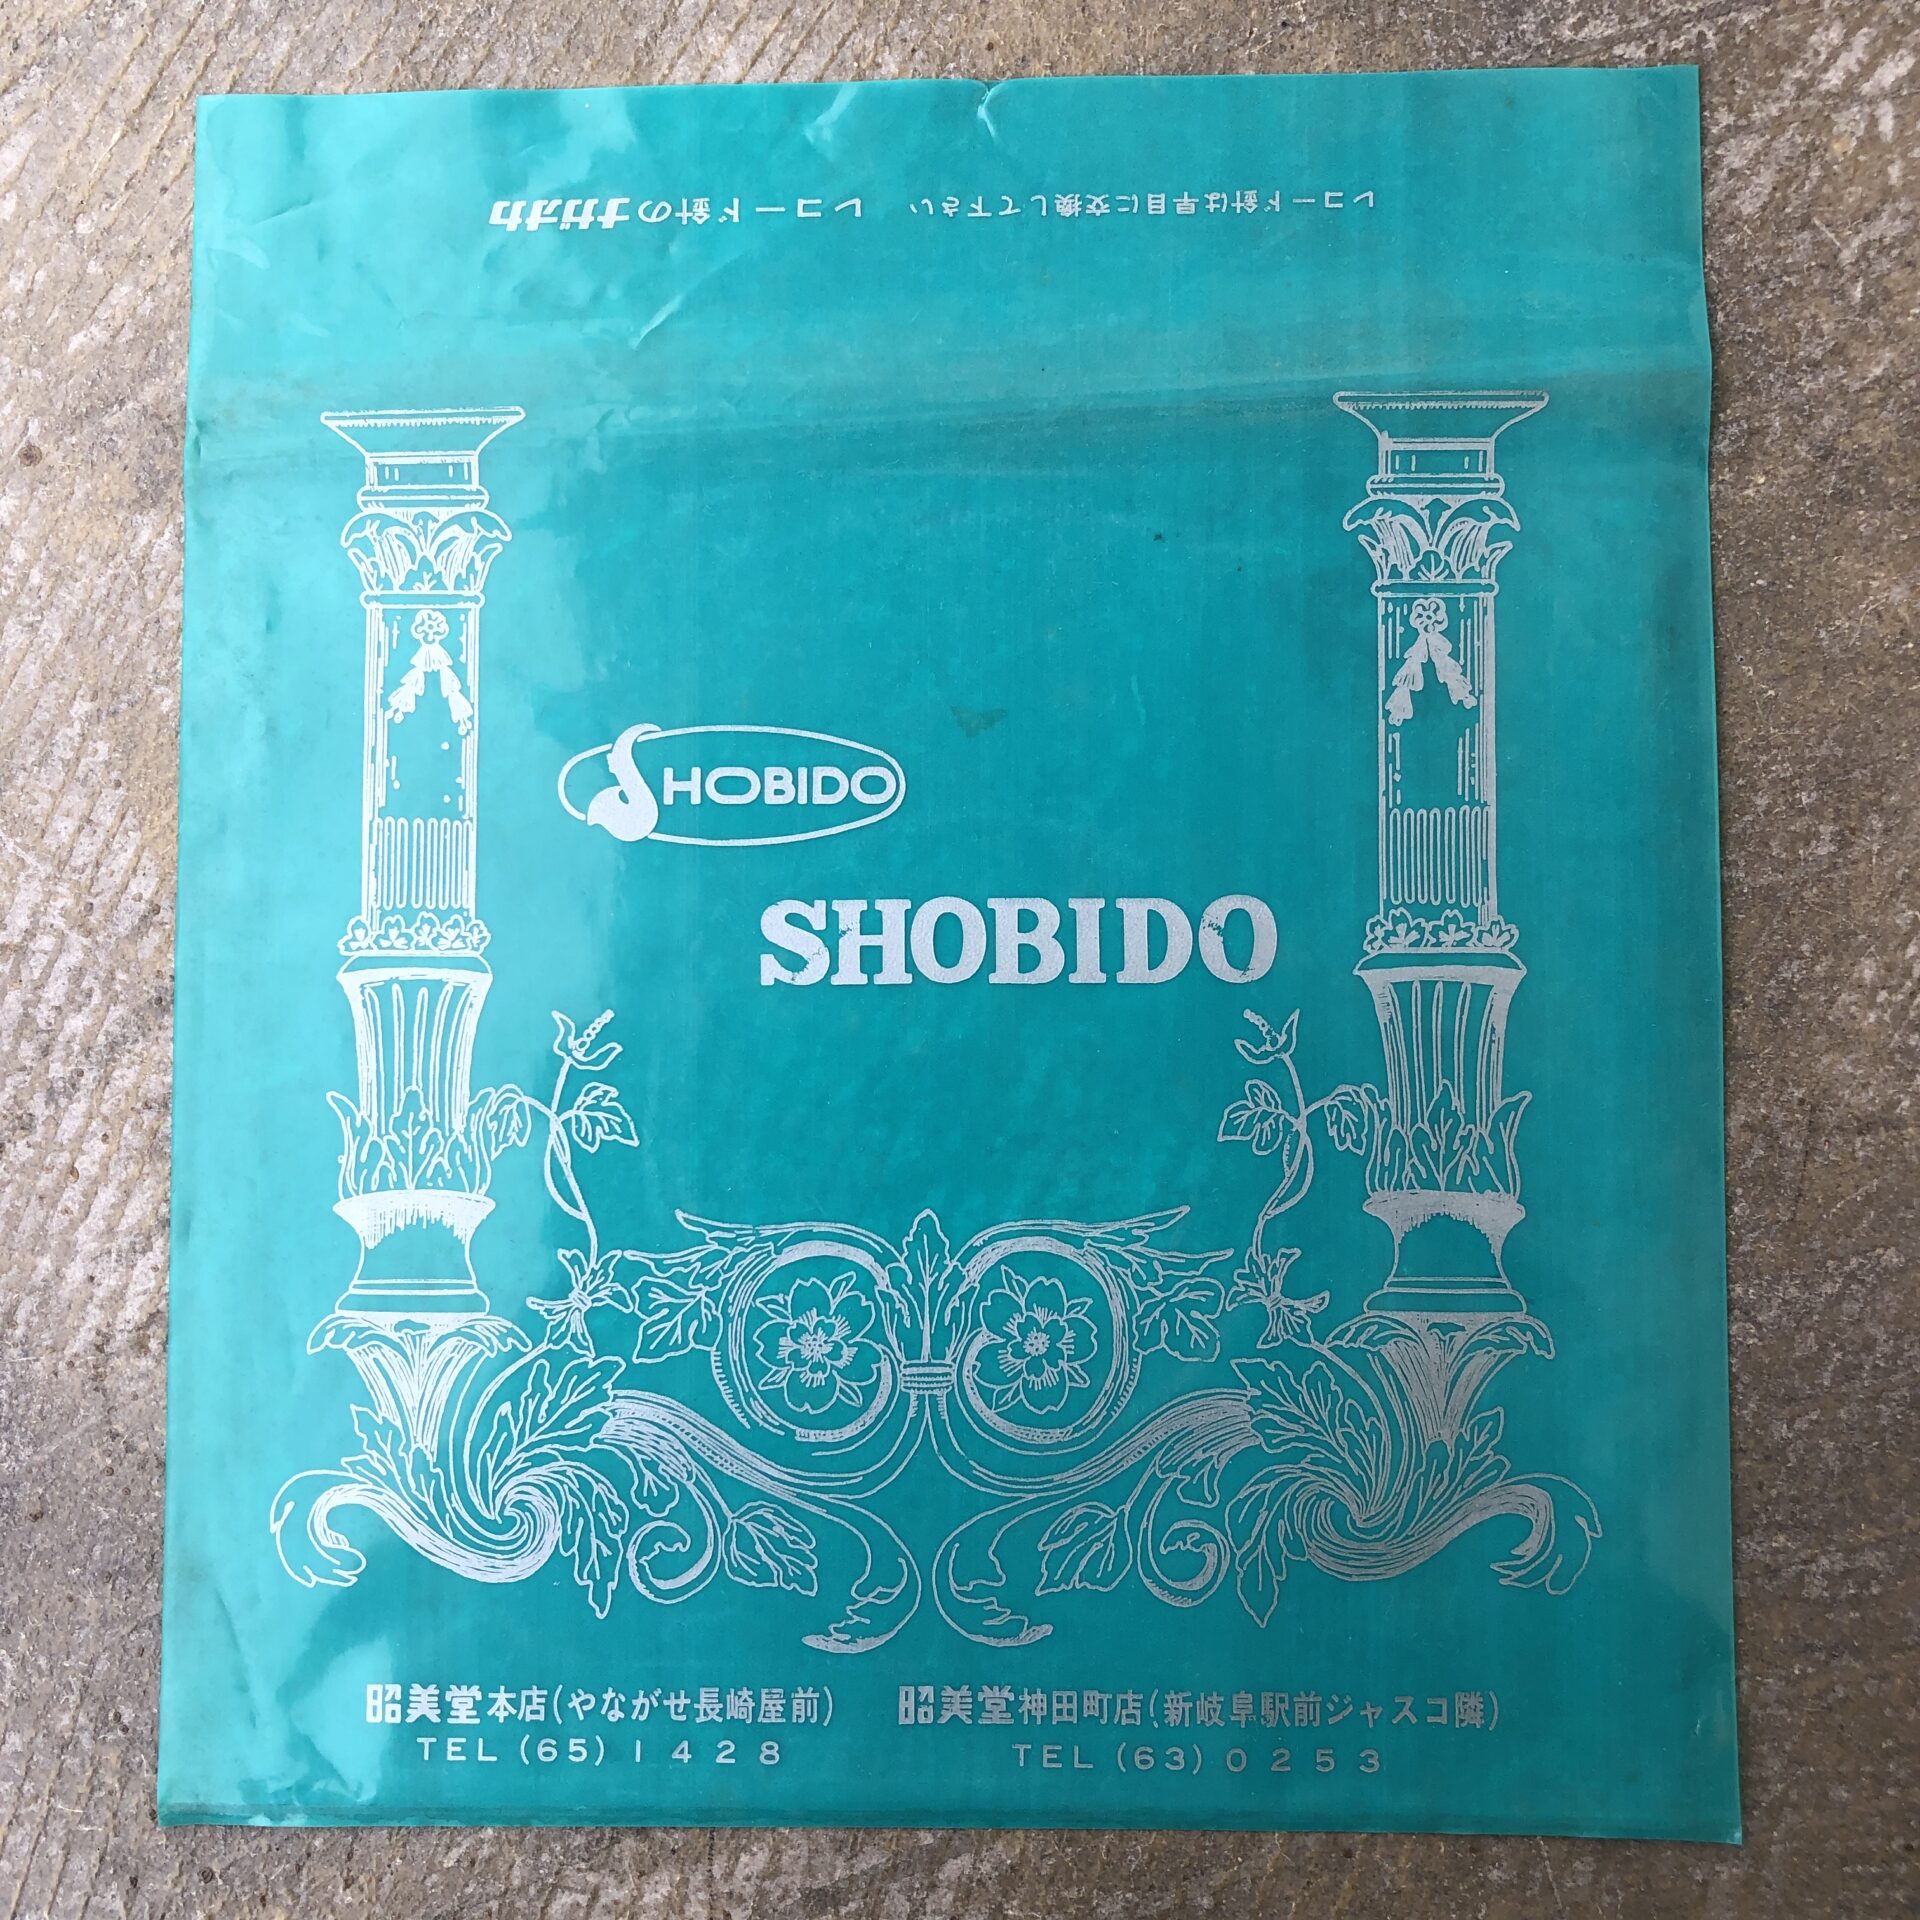 レコード針は早目に交換して下さい　レコード針のナガオカ
SHOBIDO
SHOBIDO
昭美堂本店(やながせ長崎屋前)
TEL (65) 1428
昭美堂神田町店(新岐阜駅前ジャスコ隣)
TEL (63) 0253